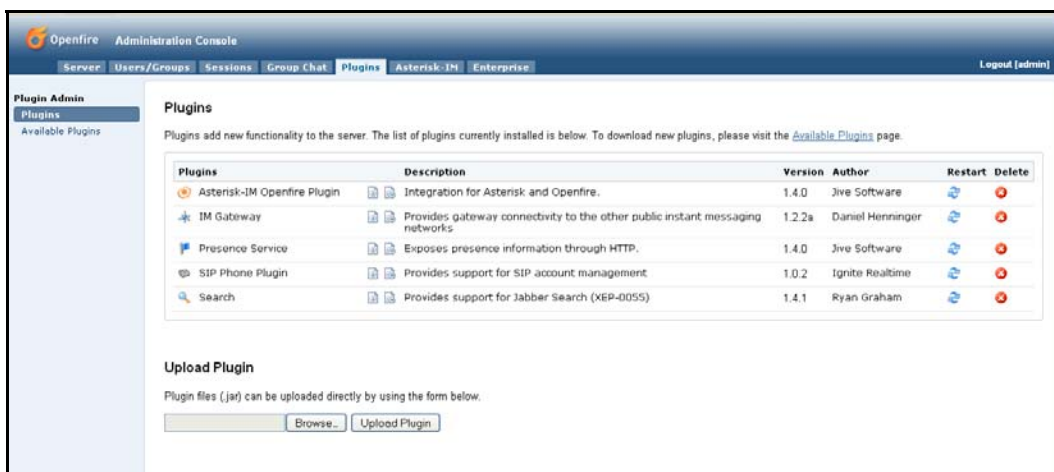 Openfire Administration Console
Server Users/Groups Sessions Group Chat Plugins Asterisk-IM Enterprise Logout [admin]
Plugin Admin
Plugins
Available Plugins
Plugins
Plugins add new functionality to the server. The list of plugins currently installed is below. To download new plugins, please visit the Available Plugins page.
Plugins Description Version Author Restart Delete
Asterisk-IM Openfire Plugin Integration for Asterisk and Openfire. 1.4.0 Jive Software
IM Gateway Provides gateway connectivity to the other public instant messaging networks 1.2.2a Daniel Henninger
Presence Service Exposes presence information through HTTP. 1.4.0 Jive Software
SIP Phone Plugin Provides support for SIP account management 1.0.2 Ignite Realtime
Search Provides support for Jabber Search (XEP-0055) 1.4.1 Ryan Graham
Upload Plugin
Plugin files (.jar) can be uploaded directly by using the form below.
Browse... Upload Plugin